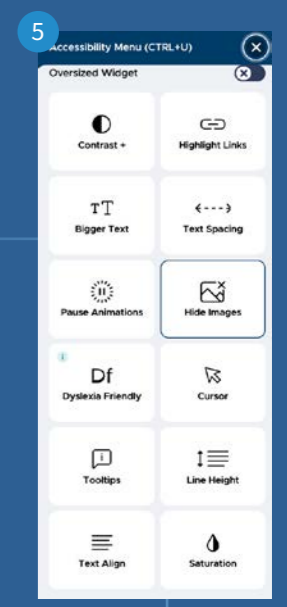 5
Accessibility Menu (CTRL+U)
Oversized Widget
Contrast +
Highlight Links
TT
Bigger Text
Text Spacing
Pause Animations
Hide Images
i
Df
Dyslexia Friendly
Cursor
i
Tooltips
Line Height
Text Align
Saturation